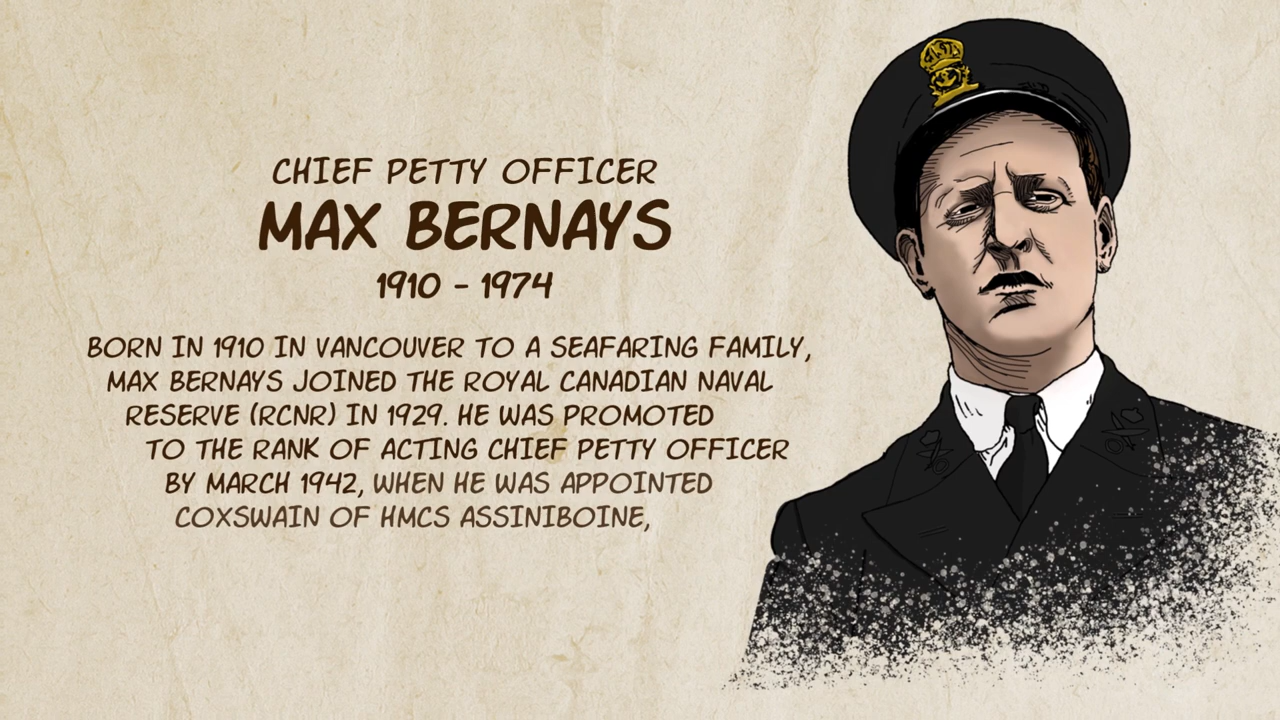 CHIEF PETTY OFFICER
MAX BERNAYS
1910 - 1974
BORN IN 1910 IN VANCOUVER TO A SEAFARING FAMILY,
MAX BERNAYS JOINED THE ROYAL CANADIAN NAVAL
RESERVE (RCNR) IN 1929. HE WAS PROMOTED
TO THE RANK OF ACTING CHIEF PETTY OFFICER
BY MARCH 1942, WHEN HE WAS APPOINTED
COXSWAIN OF HMCS ASSINIBOINE,